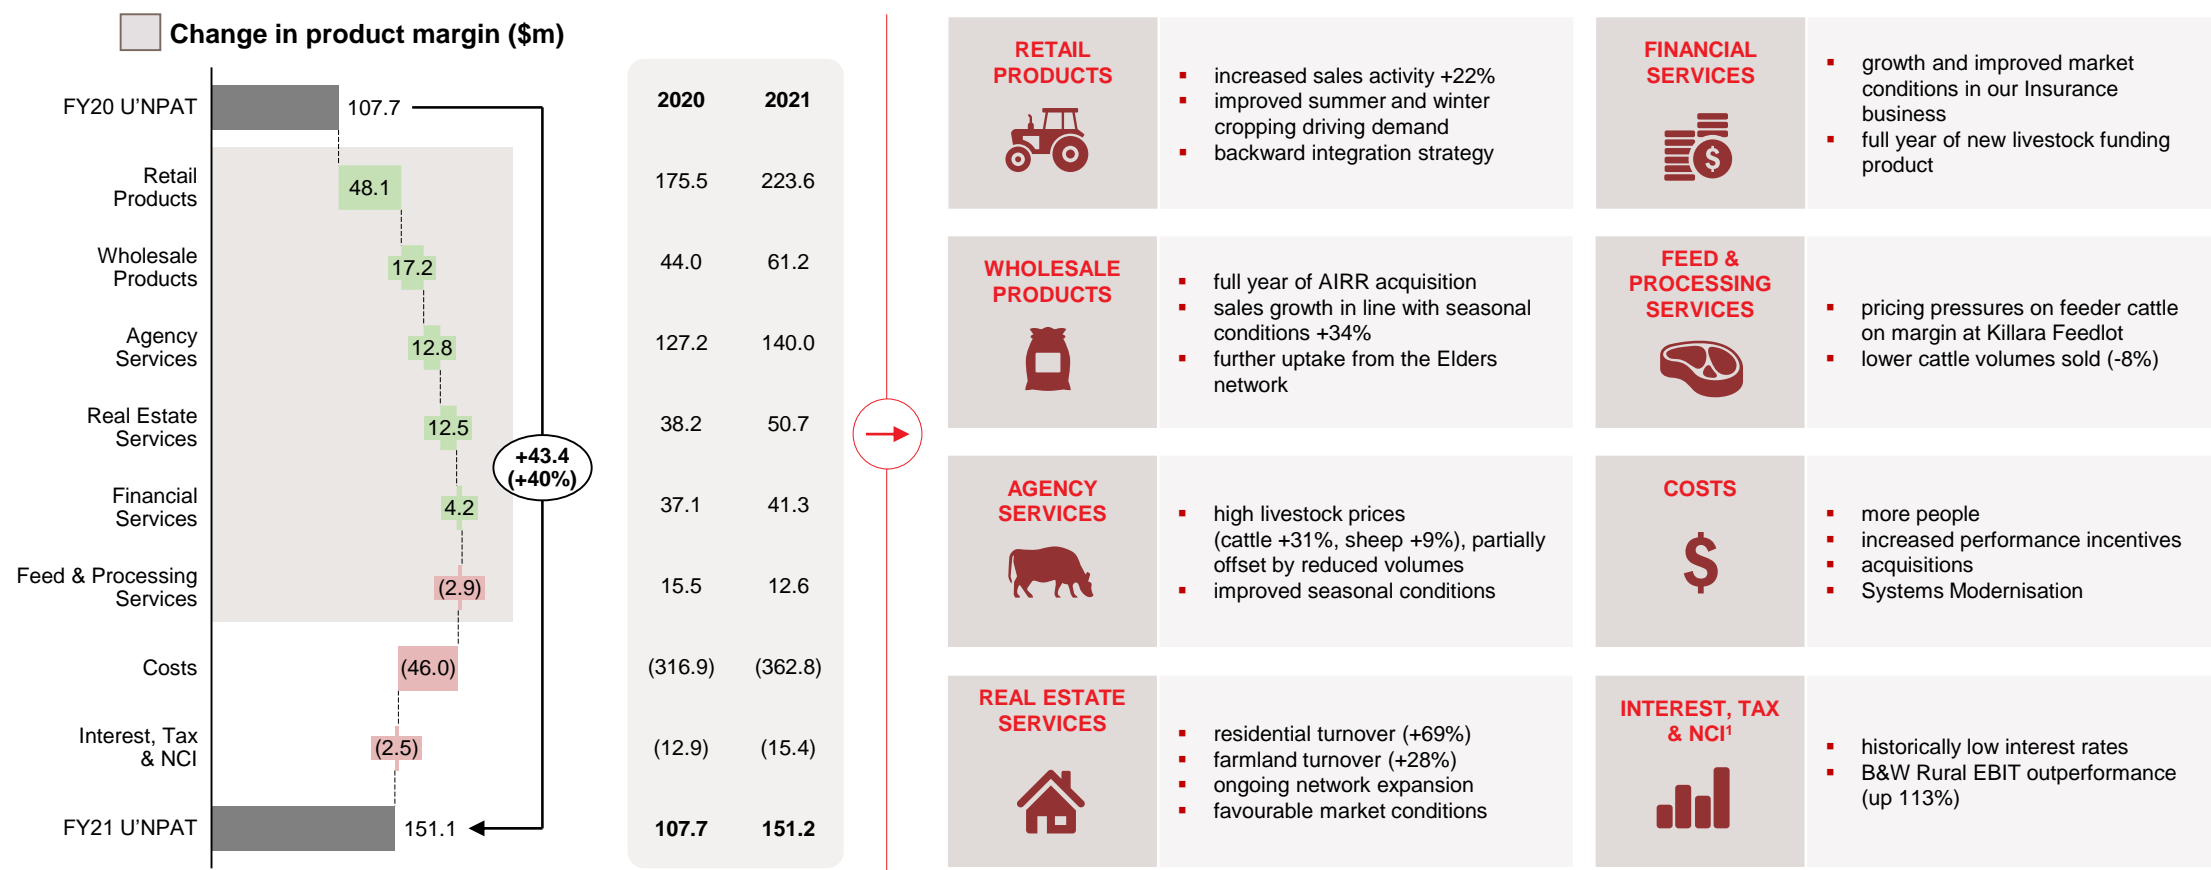 Change in product margin ($m)
FY20 U'NPAT
107.7
Retail
Products
48.1
Wholesale
Products
17.2
Agency
Services
12.8
Real Estate
Services
12.5
Financial
Services
4.2
Feed & Processing
Services
(2.9)
Costs
(46.0)
Interest, Tax
& NCI
(2.5)
FY21 U'NPAT
151.1
+43.4
(+40%)
2020 2021
175.5 223.6
44.0 61.2
127.2 140.0
38.2 50.7
37.1 41.3
15.5 12.6
(316.9) (362.8)
(12.9) (15.4)
107.7 151.2
RETAIL
PRODUCTS
▪ increased sales activity +22%
▪ improved summer and winter
cropping driving demand
▪ backward integration strategy
WHOLESALE
PRODUCTS
▪ full year of AIRR acquisition
▪ sales growth in line with seasonal
conditions +34%
▪ further uptake from the Elders
network
AGENCY
SERVICES
▪ high livestock prices
(cattle +31%, sheep +9%), partially
offset by reduced volumes
▪ improved seasonal conditions
REAL ESTATE
SERVICES
▪ residential turnover (+69%)
▪ farmland turnover (+28%)
▪ ongoing network expansion
▪ favourable market conditions
FINANCIAL
SERVICES
$
▪ growth and improved market
conditions in our Insurance
business
▪ full year of new livestock funding
product
FEED &
PROCESSING
SERVICES
▪ pricing pressures on feeder cattle
on margin at Killara Feedlot
▪ lower cattle volumes sold (-8%)
COSTS
$
▪ more people
▪ increased performance incentives
▪ acquisitions
▪ Systems Modernisation
INTEREST, TAX
& NCI¹
▪ historically low interest rates
▪ B&W Rural EBIT outperformance
(up 113%)